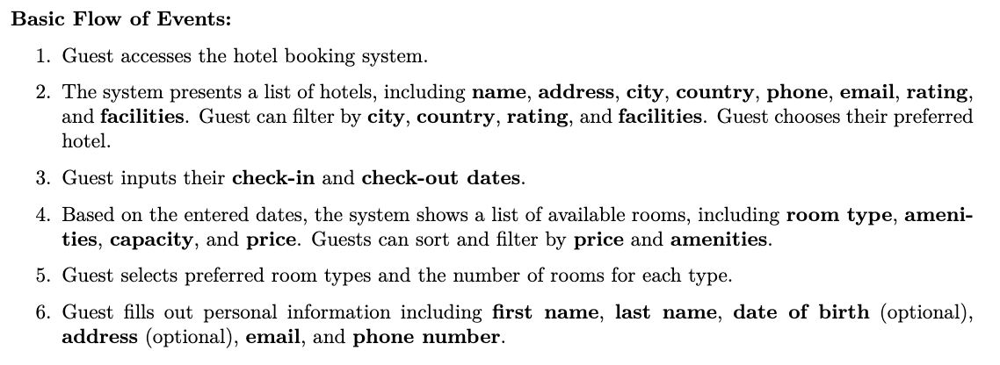 Basic Flow of Events:
1. Guest accesses the hotel booking system.
2. The system presents a list of hotels, including name, address, city, country, phone, email, rating,
and facilities. Guest can filter by city, country, rating, and facilities. Guest chooses their preferred
hotel.
3. Guest inputs their check-in and check-out dates.
4. Based on the entered dates, the system shows a list of available rooms, including room type, ameni-
ties, capacity, and price. Guests can sort and filter by price and amenities.
5. Guest selects preferred room types and the number of rooms for each type.
6. Guest fills out personal information including first name, last name, date of birth (optional),
address (optional), email, and phone number.